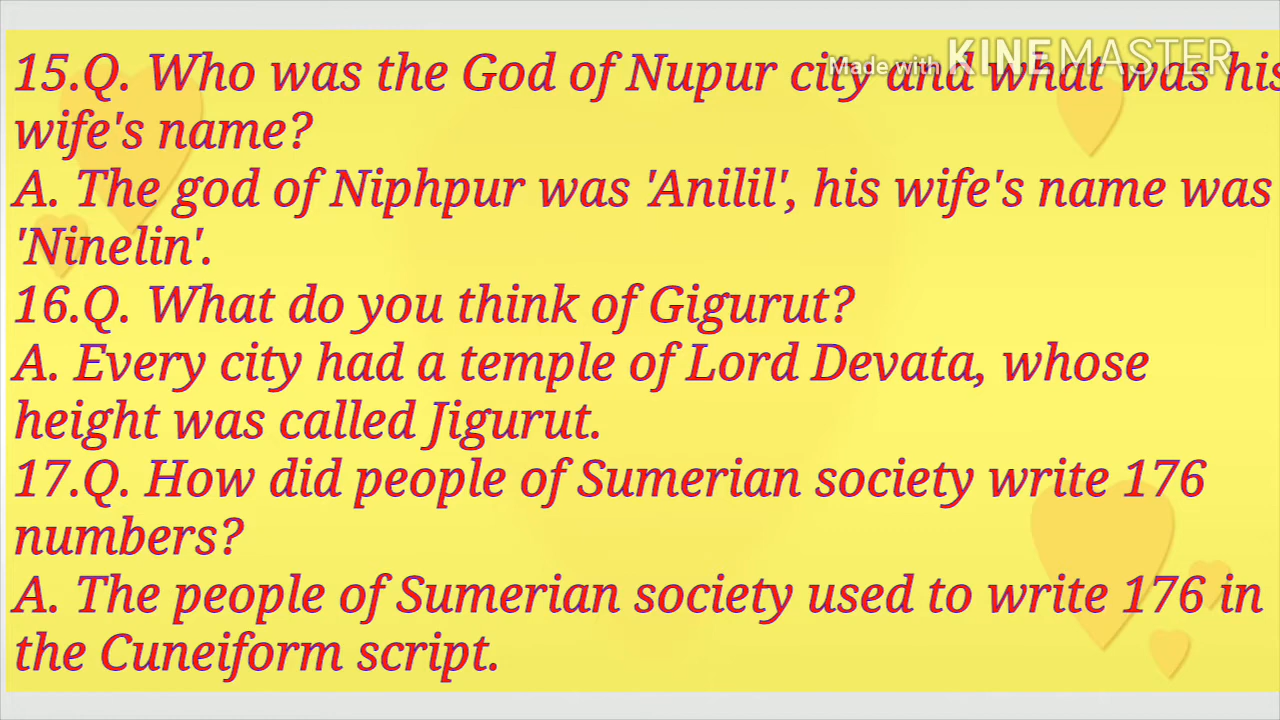 Made with KINEMASTER
15.Q. Who was the God of Nupur city and what was his
wife's name?
A. The god of Niphpur was 'Anilil', his wife's name was
'Ninelin'.
16.Q. What do you think of Gigurut?
A. Every city had a temple of Lord Devata, whose
height was called Jigurut.
17.Q. How did people of Sumerian society write 176
numbers?
A. The people of Sumerian society used to write 176 in
the Cuneiform script.